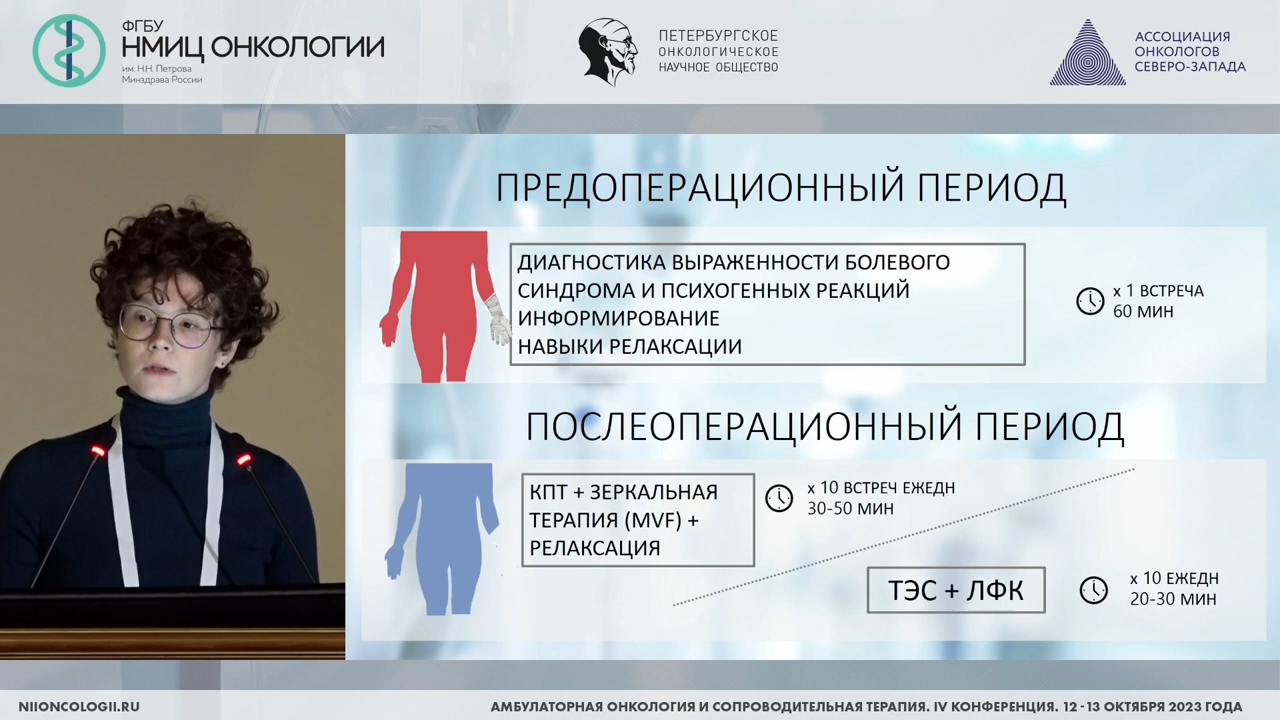 ФГБУ
НМИЦ ОНКОЛОГИИ
им. Н.Н. Петрова
Минздрава России
ПЕТЕРБУРГСКОЕ
ОНКОЛОГИЧЕСКОЕ
НАУЧНОЕ ОБЩЕСТВО
АССОЦИАЦИЯ
ОНКОЛОГОВ
СЕВЕРО-ЗАПАДА
ПРЕДОПЕРАЦИОННЫЙ ПЕРИОД
ДИАГНОСТИКА ВЫРАЖЕННОСТИ БОЛЕВОГО
СИНДРОМА И ПСИХОГЕННЫХ РЕАКЦИЙ
ИНФОРМИРОВАНИЕ
НАВЫКИ РЕЛАКСАЦИИ
x 1 ВСТРЕЧА
60 МИН
ПОСЛЕОПЕРАЦИОННЫЙ ПЕРИОД
КПТ + ЗЕРКАЛЬНАЯ
ТЕРАПИЯ (MVF) +
РЕЛАКСАЦИЯ
x 10 ВСТРЕЧ ЕЖЕДН
30-50 МИН
ТЭС + ЛФК
x 10 ЕЖЕДН
20-30 МИН
NIIONCOLOGII.RU
АМБУЛАТОРНАЯ ОНКОЛОГИЯ И СОПРОВОДИТЕЛЬНАЯ ТЕРАПИЯ. IV КОНФЕРЕНЦИЯ. 12-13 ОКТЯБРЯ 2023 ГОДА